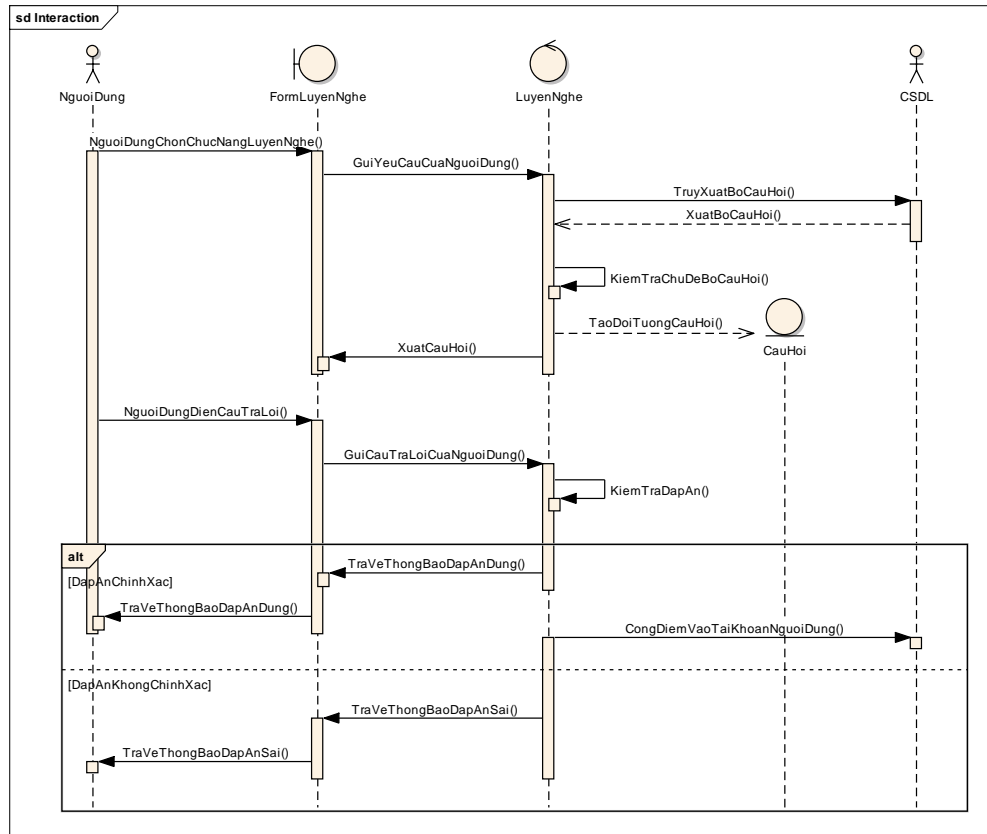 sd Interaction
NguoiDung
FormLuyenNghe
LuyenNghe
CSDL
NguoiDungChonChucNangLuyenNghe()
GuiYeuCauCuaNguoiDung()
TruyXuatBoCauHoi()
XuatBoCauHoi()
KiemTraChuDeBoCauHoi()
TaoDoiTuongCauHoi()
CauHoi
XuatCauHoi()
NguoiDungDienCauTraLoi()
GuiCauTraLoiCuaNguoiDung()
KiemTraDapAn()
alt
TraVeThongBaoDapAnDung()
[DapAnChinhXac]
TraVeThongBaoDapAnDung()
CongDiemVaoTaiKhoanNguoiDung()
[DapAnKhongChinhXac]
TraVeThongBaoDapAnSai()
TraVeThongBaoDapAnSai()